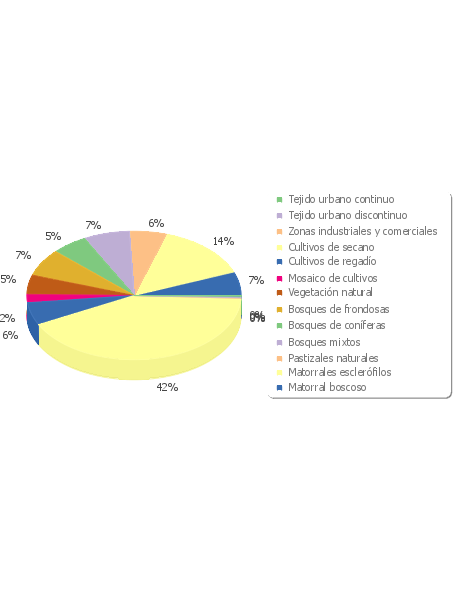 Tejido urbano continuo
Tejido urbano discontinuo
Zonas industriales y comerciales
Cultivos de secano
Cultivos de regadío
Mosaico de cultivos
Vegetación natural
Bosques de frondosas
Bosques de coníferas
Bosques mixtos
Pastizales naturales
Matorrales esclerófilos
Matorral boscoso
6%
7%
5%
14%
7%
5%
7%
2%
6%
0%
42%